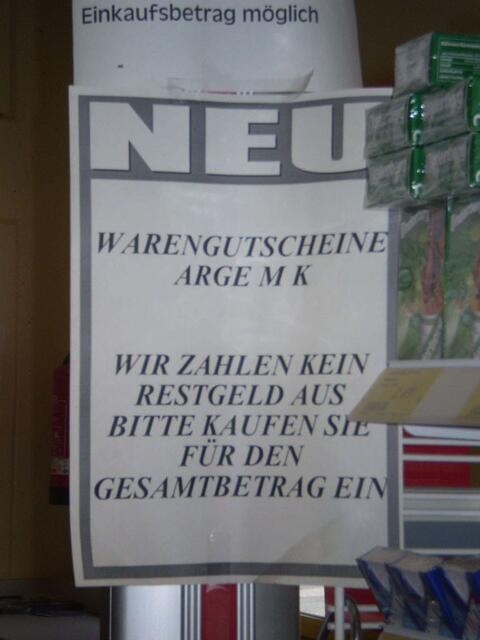 Einkaufsbetrag möglich
NEU
WARENGUTSCHEINE
ARGE M K
WIR ZAHLEN KEIN
RESTGELD AUS
BITTE KAUFEN SIE
FÜR DEN
GESAMTBETRAG EIN